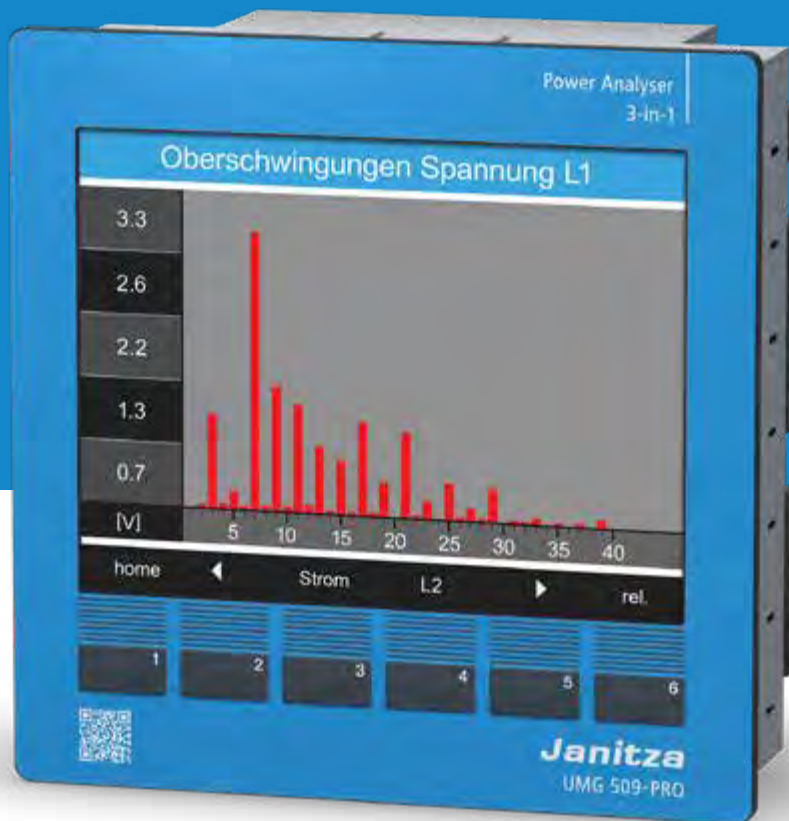 Power Analyser
3-in-1
Oberschwingungen Spannung L1
3.3
2.6
2.2
1.3
0.7
[V]
5 10 15 20 25 30 35 40
home Strom L2 rel.
1 2 3 4 5 6
Janitza
UMG 509-PRO